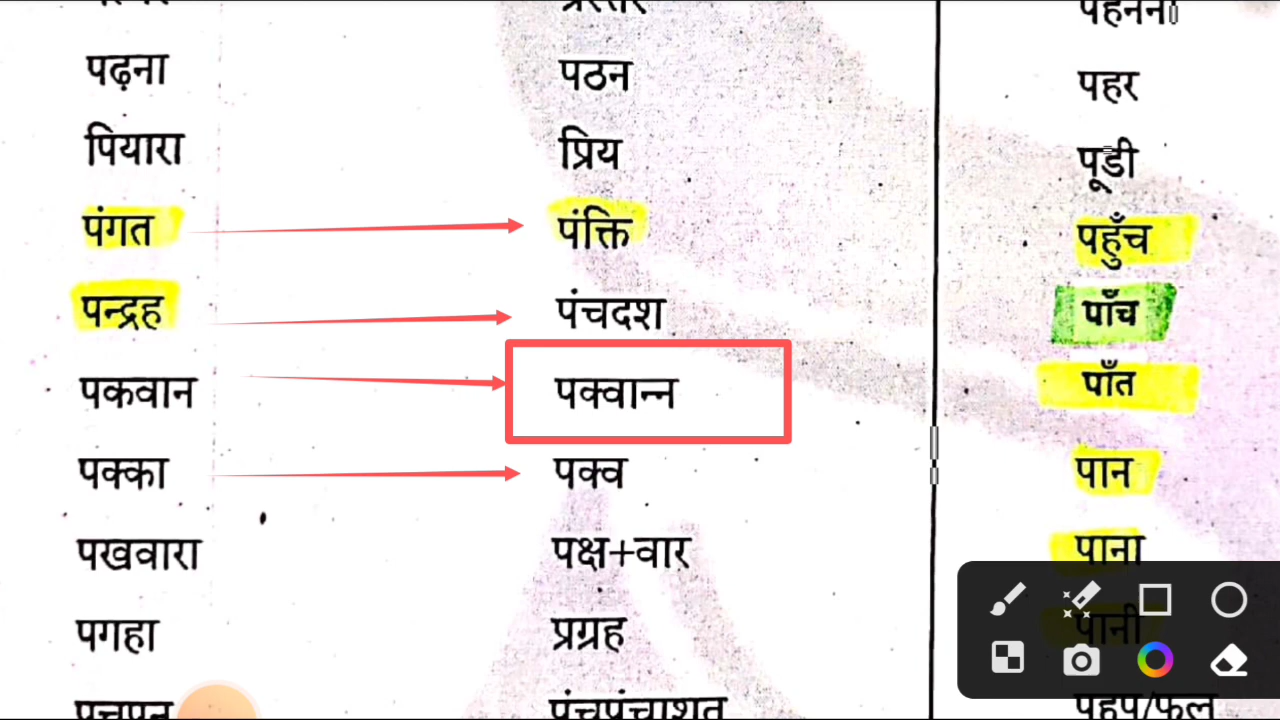 पढ़ना पठन पहर
पियारा प्रिय पूडी
पंगत पंक्ति पहुँच
पन्द्रह पंचदश पाँच
पकवान पक्वान्न पाँत
पक्का पक्व पान
पखवारा पक्ष+वार पाना
पगहा प्रग्रह पानी